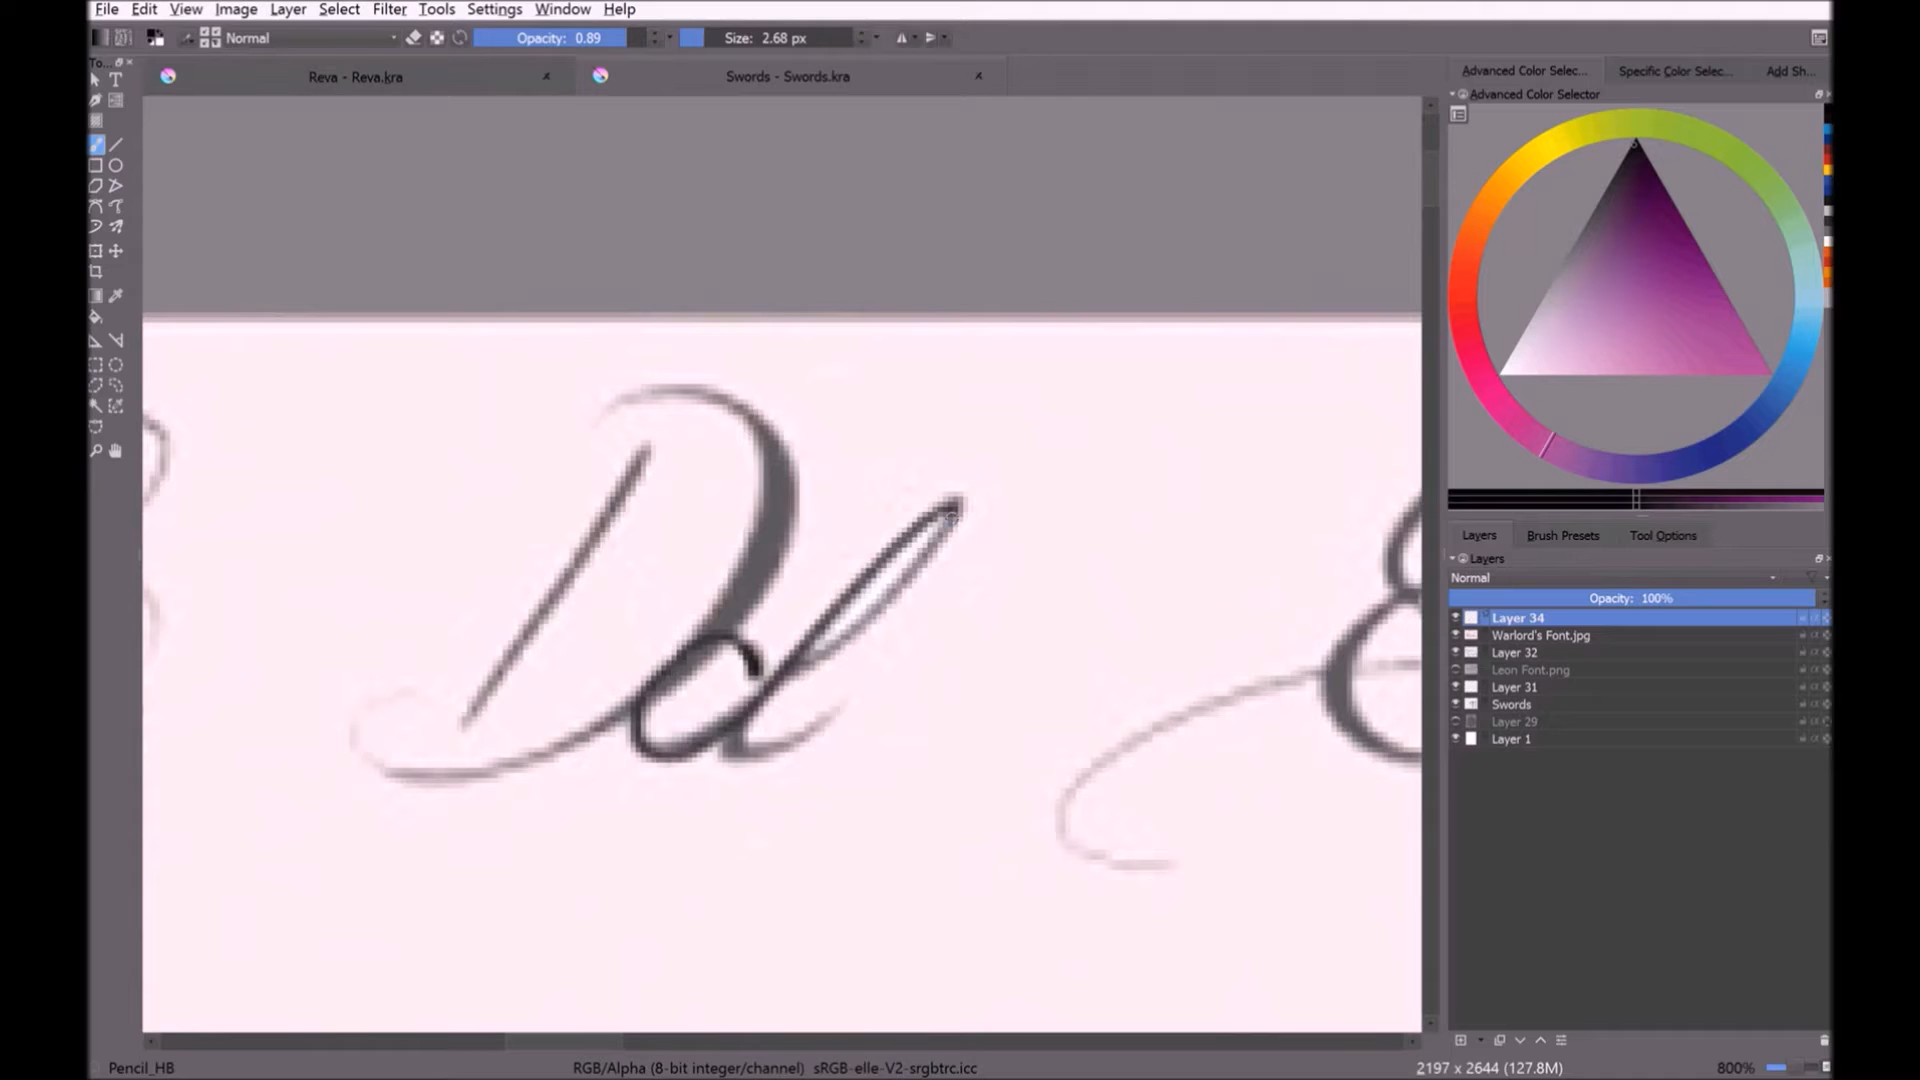 File Edit View Image Layer Select Filter Tools Settings Window Help
Normal Opacity: 0.89 Size: 2.68 px
To...
Reva - Reva.kra Swords - Swords.kra
Advanced Color Selec... Specific Color Selec... Add Sh...
Advanced Color Selector
Dd
Layers Brush Presets Tool Options
Layers
Normal
Opacity: 100%
Layer 34
Warlord's Font.jpg
Layer 32
Leon Font.png
Layer 31
Swords
Layer 29
Layer 1
Pencil_HB RGB/Alpha (8-bit integer/channel) sRGB-elle-V2-srgbtrc.icc 2197 x 2644 (127.8M) 800%